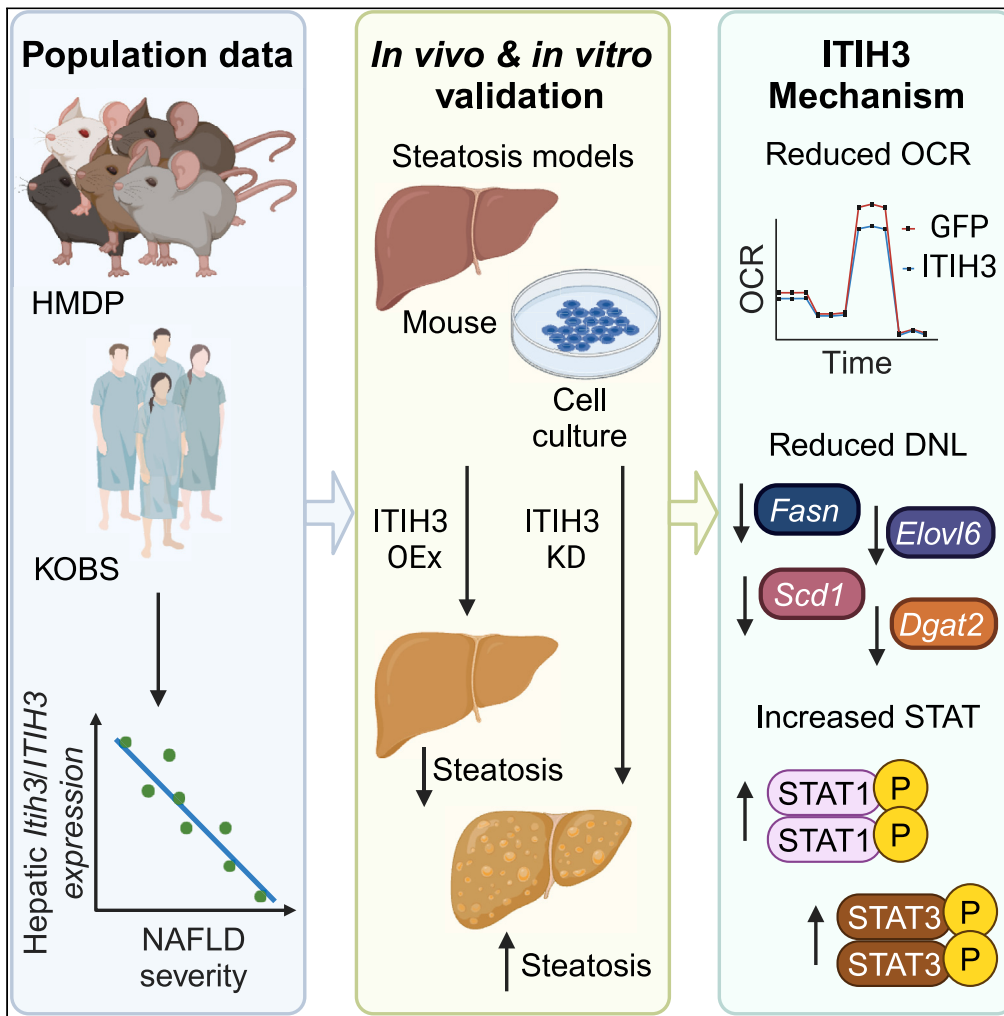 Population data
HMDP
KOBS
Hepatic Itih3/ITIH3
expression
NAFLD
severity
In vivo & in vitro
validation
Steatosis models
Mouse
Cell
culture
ITIH3
OEx
ITIH3
KD
Steatosis
Steatosis
ITIH3
Mechanism
Reduced OCR
OCR
GFP
ITIH3
Time
Reduced DNL
Fasn
Elovl6
Scd1
Dgat2
Increased STAT
STAT1 P
STAT1 P
STAT3 P
STAT3 P